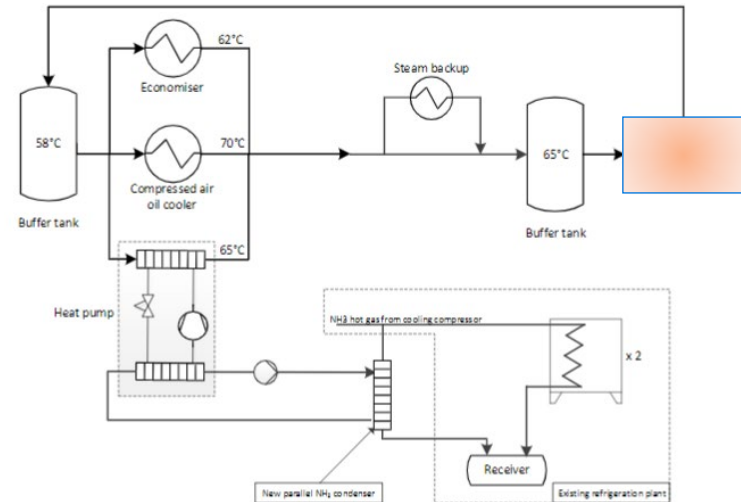 62°C
Economiser
Steam backup
58°C
70°C
65°C
Compressed air
oil cooler
Buffer tank
Buffer tank
65°C
Heat pump
NH3 hot gas from cooling compressor
x 2
Receiver
New parallel NH₃ condenser
Existing refrigeration plant